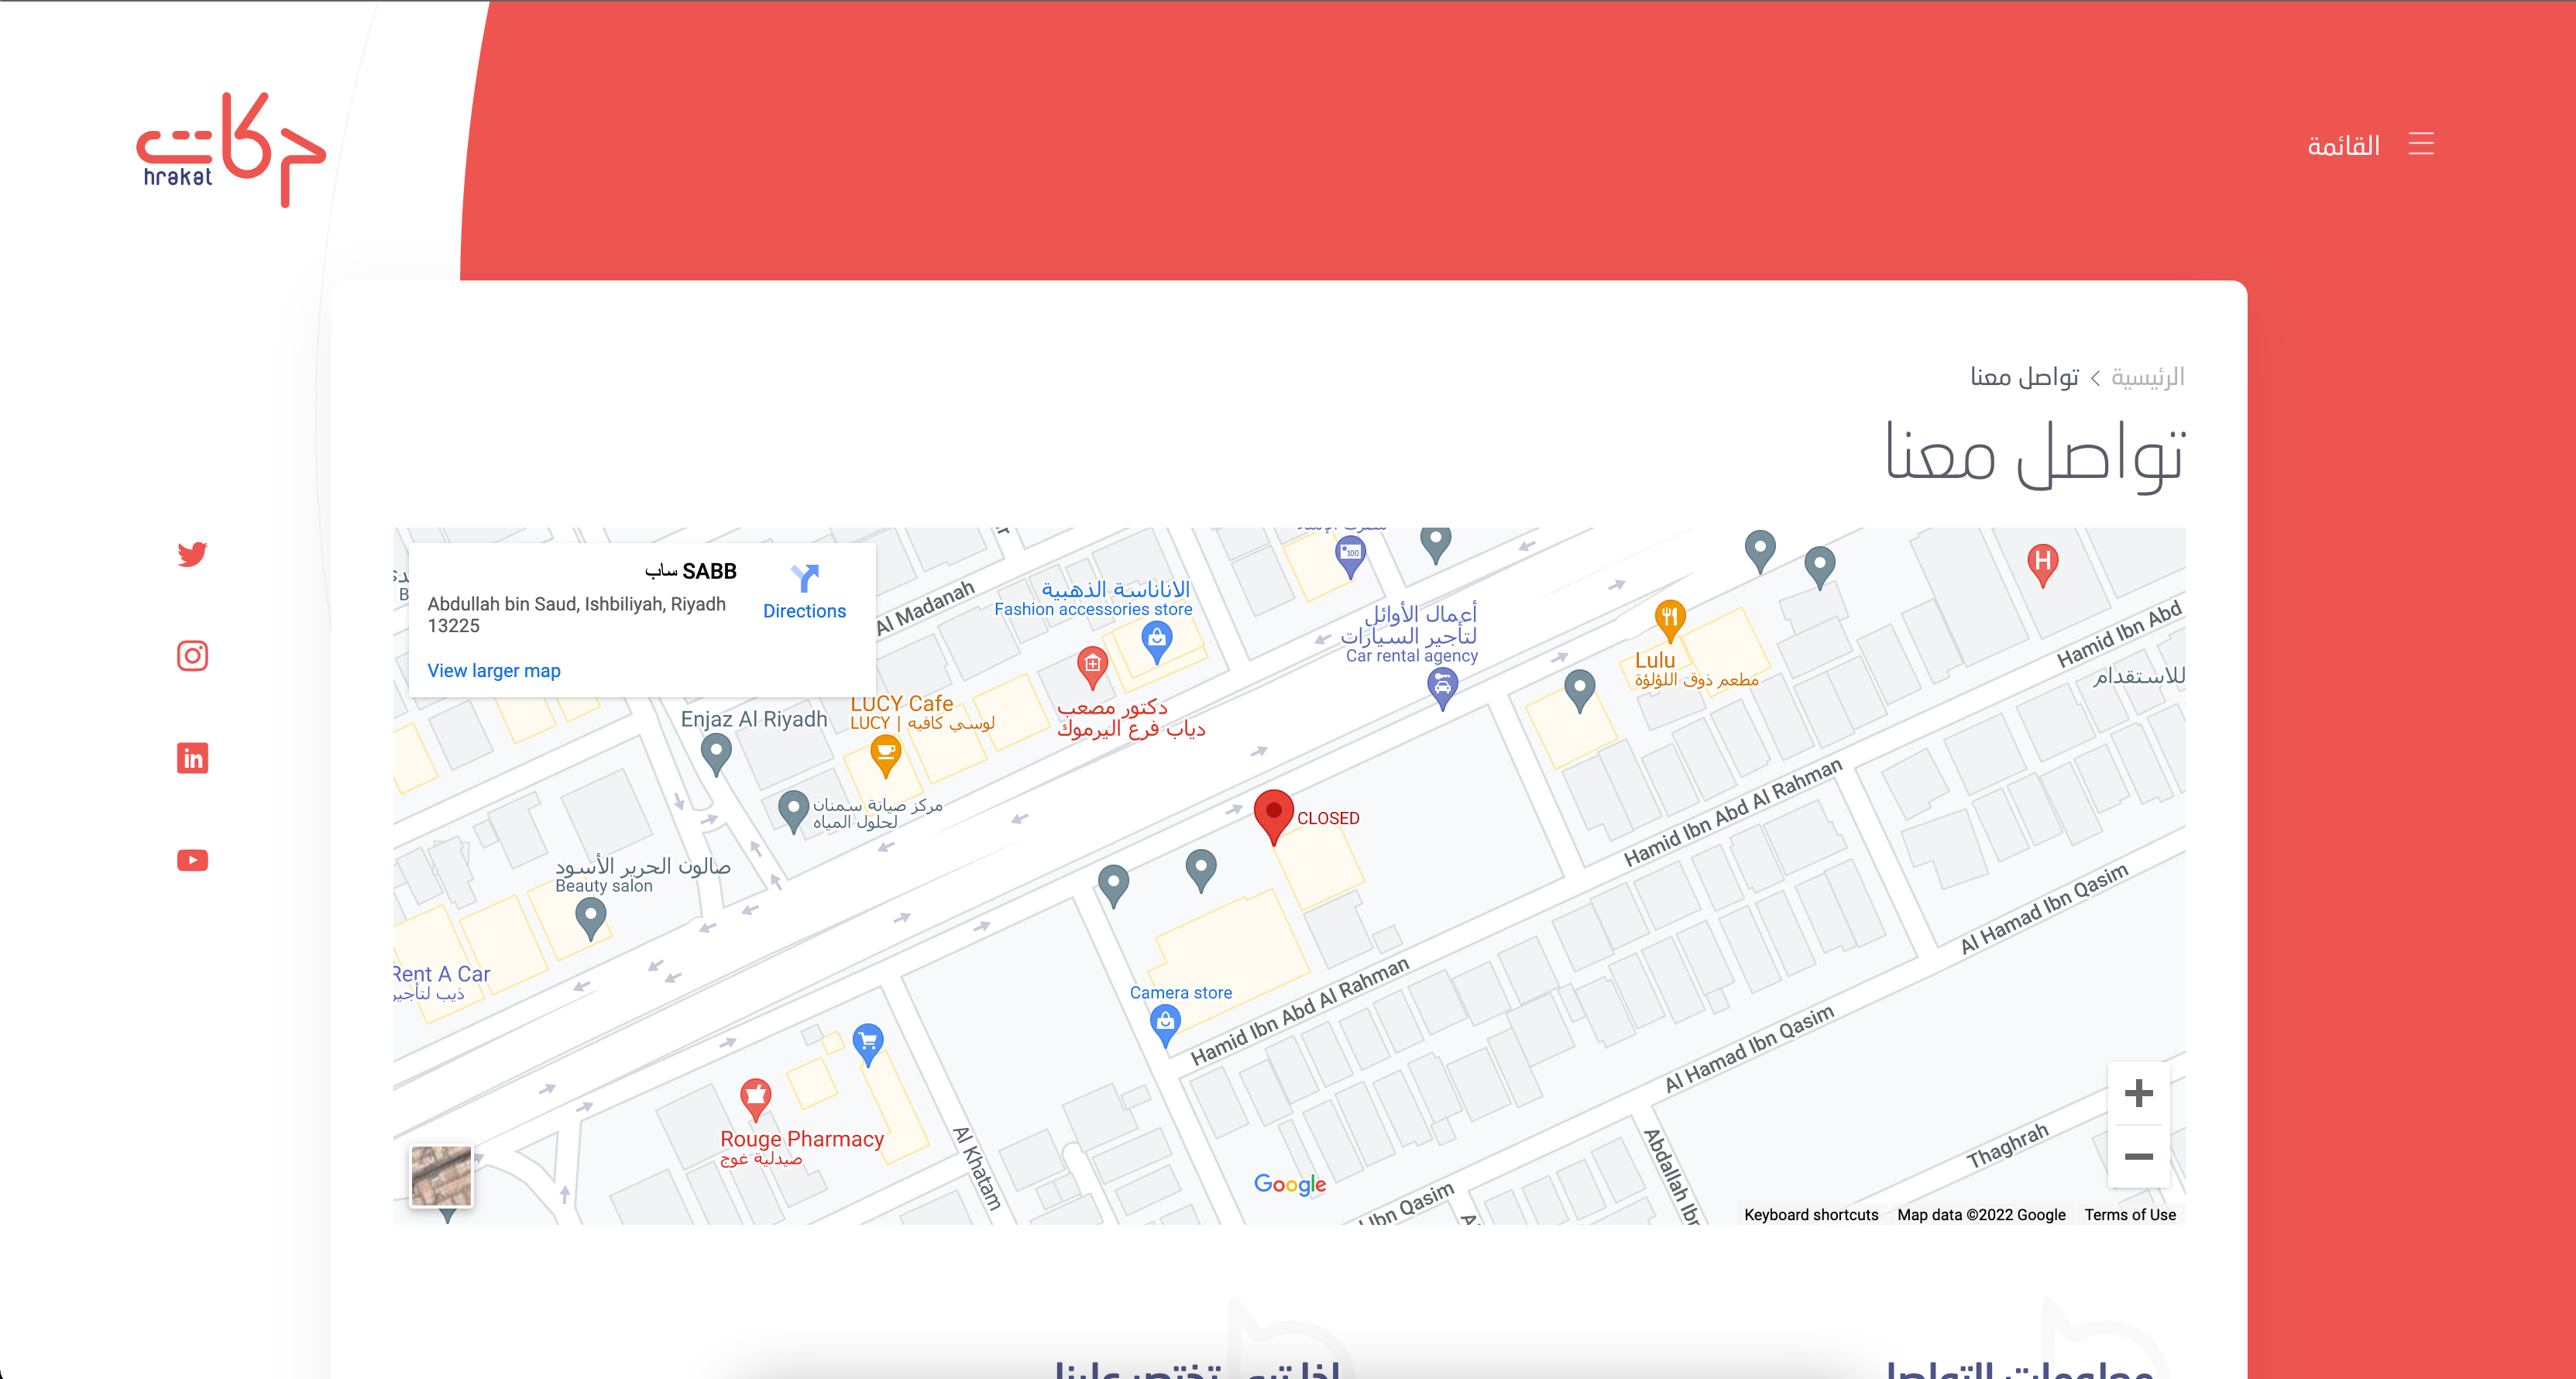 القائمة
حركات
hrakat
الرئيسية > تواصل معنا
تواصل معنا
SABB ساب
Abdullah bin Saud, Ishbiliyah, Riyadh
13225
Directions
View larger map
Al Madanah
الاناناسة الذهبية
Fashion accessories store
أعمال الأوائل
لتأجير السيارات
Car rental agency
Lulu
مطعم ذوق اللؤلؤة
Hamid Ibn Abd
للاستقدام
Enjaz Al Riyadh
LUCY Cafe
LUCY | لوسي كافيه
دكتور مصعب
دياب فرع اليرموك
مركز صيانة سمنان
لحلول المياه
CLOSED
Hamid Ibn Abd Al Rahman
صالون الحرير الأسود
Beauty salon
Al Hamad Ibn Qasim
Rent A Car
ذيب لتأجير
Camera store
Hamid Ibn Abd Al Rahman
Al Hamad Ibn Qasim
Rouge Pharmacy
صيدلية غوج
Al Khatam
Abdallah Ibn
Thaghrah
Google
Ibn Qasim
Keyboard shortcuts
Map data ©2022 Google
Terms of Use
معلومات التواصل